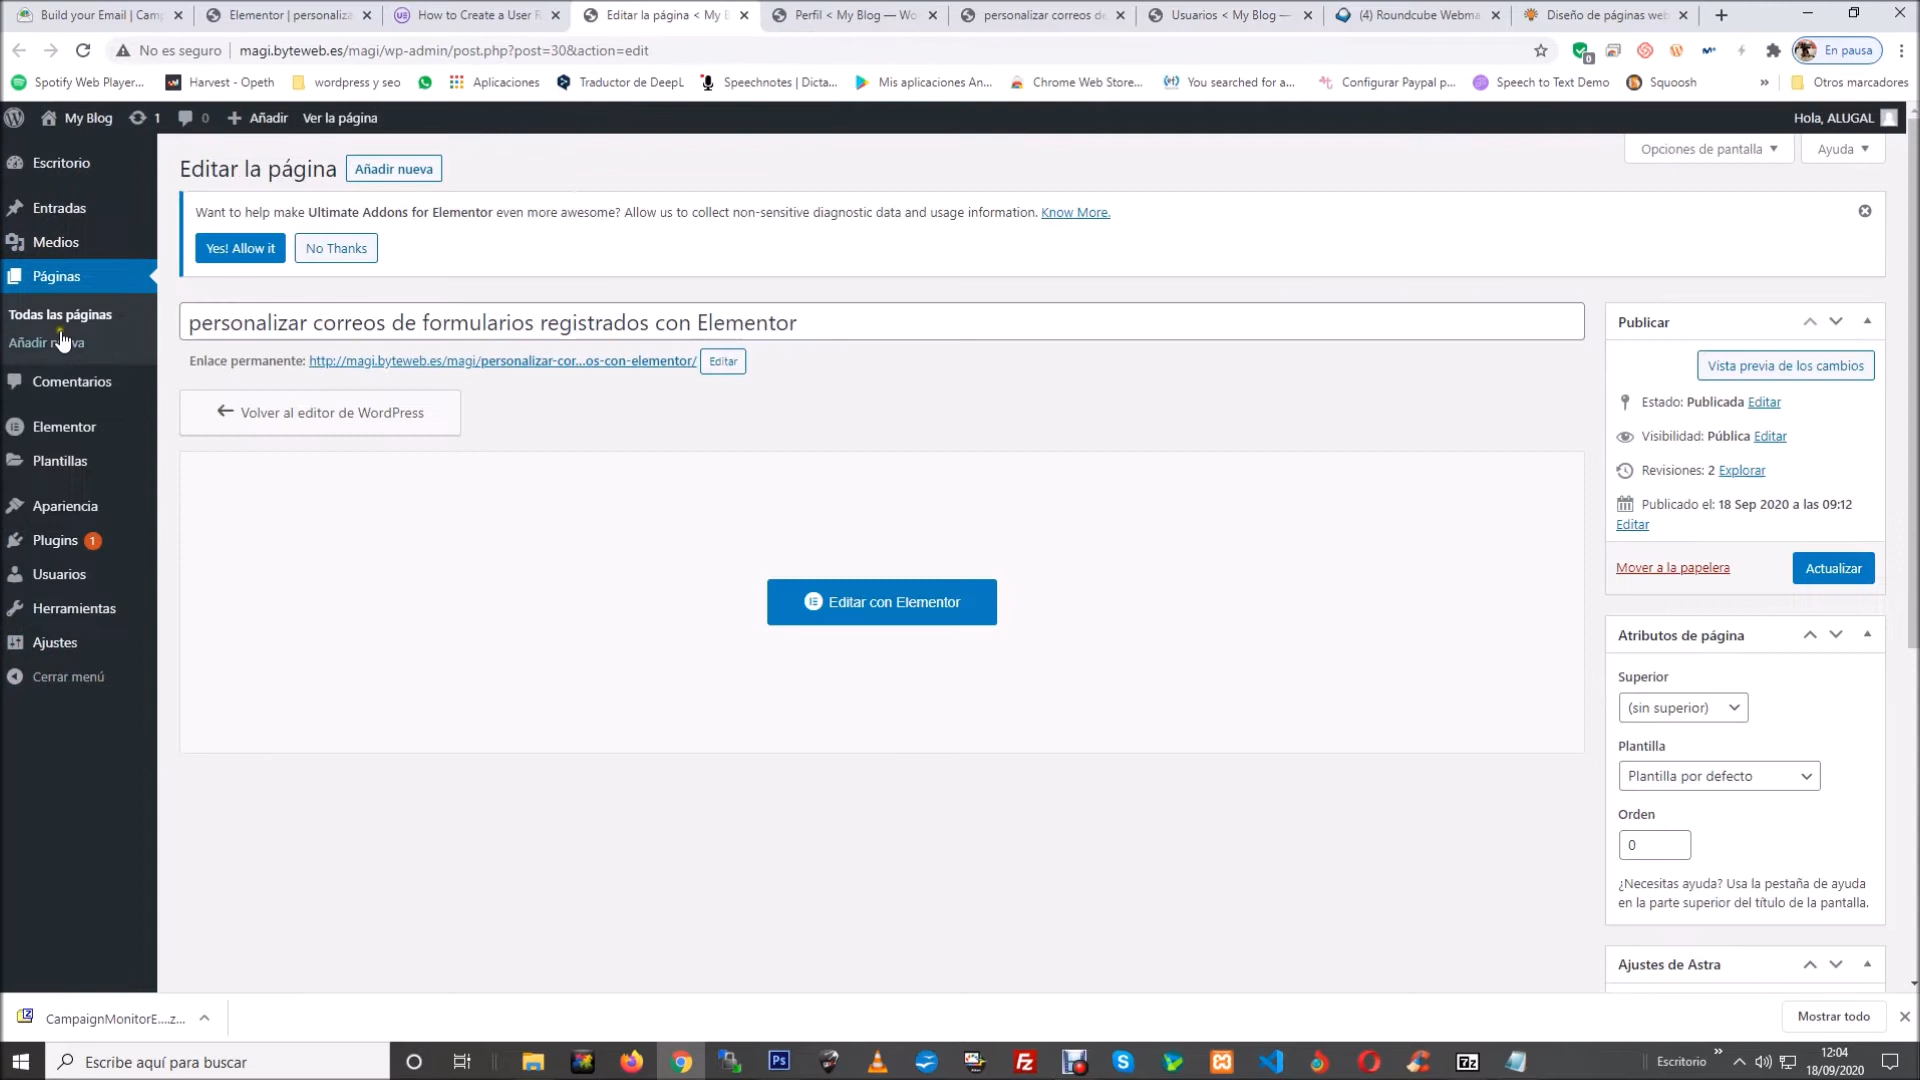 Build your Email | Camp
Elementor | personaliza
How to Create a User R
Editar la página < My B
Perfil < My Blog — Wo
personalizar correos de
Usuarios < My Blog —
(4) Roundcube Webma
Diseño de páginas web
No es seguro | magi.byteweb.es/magi/wp-admin/post.php?post=30&action=edit
En pausa
Spotify Web Player...
Harvest - Opeth
wordpress y seo
Aplicaciones
Traductor de DeepL
Speechnotes | Dicta...
Mis aplicaciones An...
Chrome Web Store...
You searched for a...
Configurar Paypal p...
Speech to Text Demo
Squoosh
»
Otros marcadores
My Blog 1 0 Añadir Ver la página
Hola, ALUGAL
Escritorio
Entradas
Medios
Páginas
Todas las páginas
Comentarios
Elementor
Plantillas
Apariencia
Plugins 1
Usuarios
Herramientas
Ajustes
Cerrar menú
Opciones de pantalla
Ayuda
Editar la página Añadir nueva
Want to help make Ultimate Addons for Elementor even more awesome? Allow us to collect non-sensitive diagnostic data and usage information. Know More.
Yes! Allow it No Thanks
personalizar correos de formularios registrados con Elementor
Enlace permanente: http://magi.byteweb.es/magi/personalizar-cor...os-con-elementor/ Editar
Volver al editor de WordPress
Editar con Elementor
Publicar
Vista previa de los cambios
Estado: Publicada Editar
Visibilidad: Pública Editar
Revisiones: 2 Explorar
Publicado el: 18 Sep 2020 a las 09:12
Editar
Mover a la papelera Actualizar
Atributos de página
Superior
(sin superior)
Plantilla
Plantilla por defecto
Orden
0
¿Necesitas ayuda? Usa la pestaña de ayuda
en la parte superior del título de la pantalla.
Ajustes de Astra
CampaignMonitorE....z...
Mostrar todo
Escribe aquí para buscar
Escritorio
12:04
18/09/2020